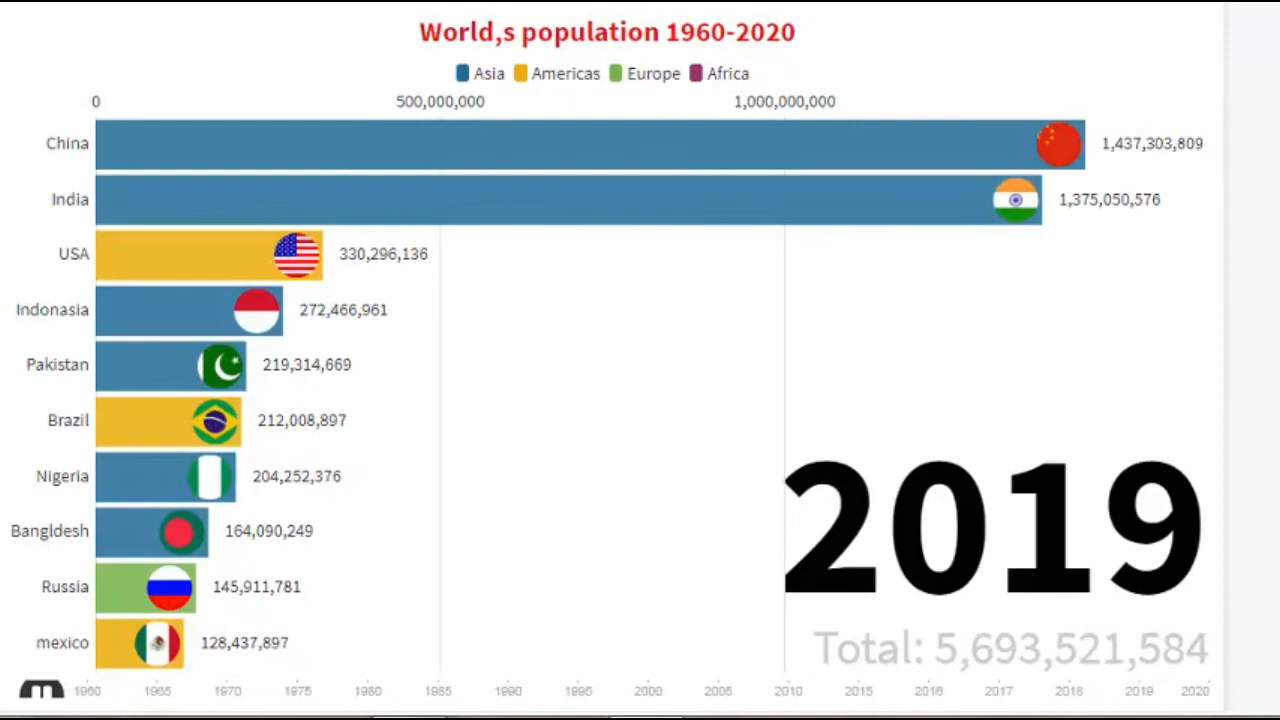 World,s population 1960-2020
Asia Americas Europe Africa
0 500,000,000 1,000,000,000
China 1,437,303,809
India 1,375,050,576
USA 330,296,136
Indonasia 272,466,961
Pakistan 219,314,669
Brazil 212,008,897
Nigeria 204,252,376
Bangldesh 164,090,249
Russia 145,911,781
mexico 128,437,897
2019
Total: 5,693,521,584
1960 1965 1970 1975 1980 1985 1990 1995 2000 2005 2010 2015 2016 2017 2018 2019 2020